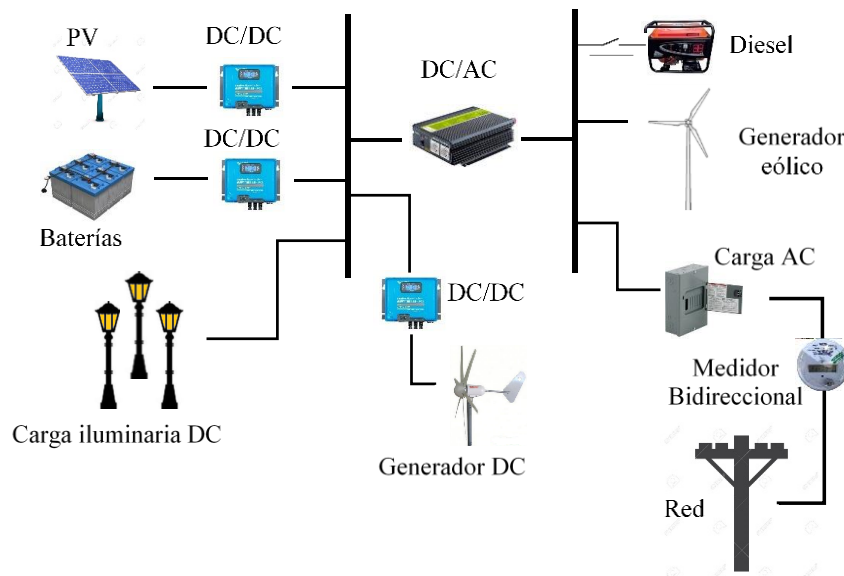 PV
DC/DC
DC/DC
Baterías
Carga iluminaria DC
DC/AC
DC/DC
Generador DC
Diesel
Generador
eólico
Carga AC
Medidor
Bidireccional
Red